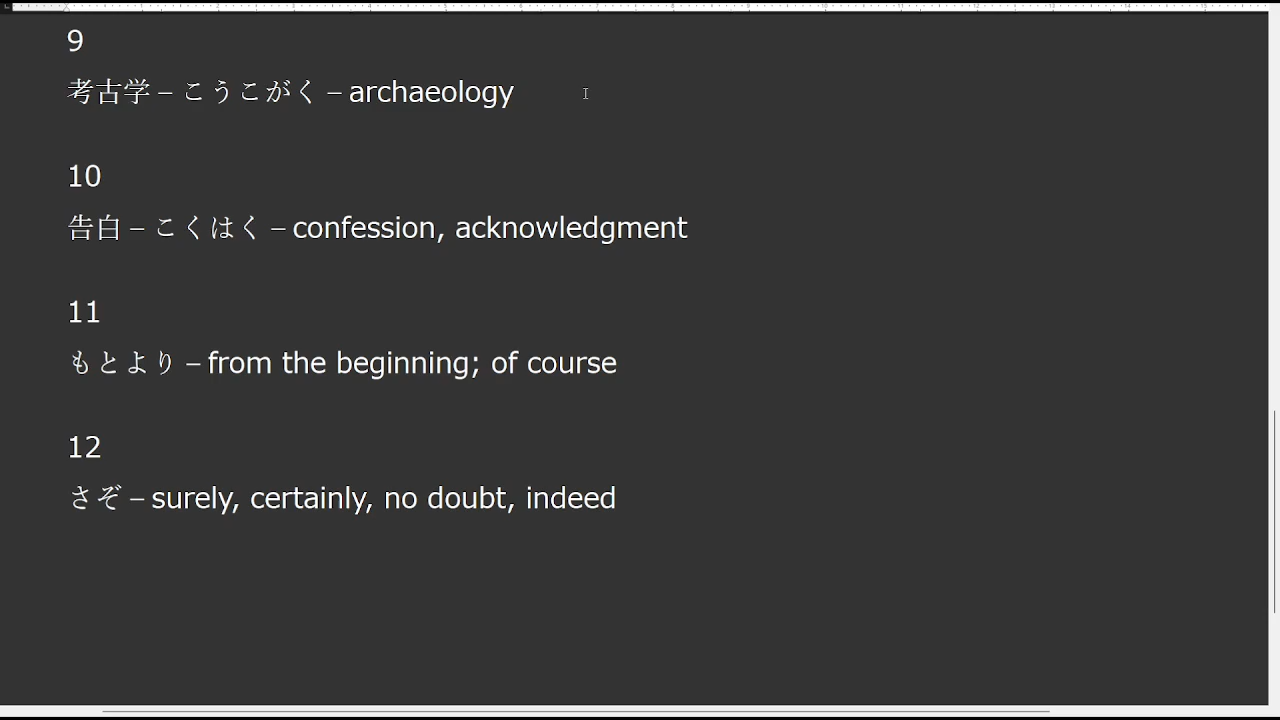 9
考古学 – こうこがく – archaeology
10
告白 – こくはく – confession, acknowledgment
11
もとより – from the beginning; of course
12
さぞ – surely, certainly, no doubt, indeed